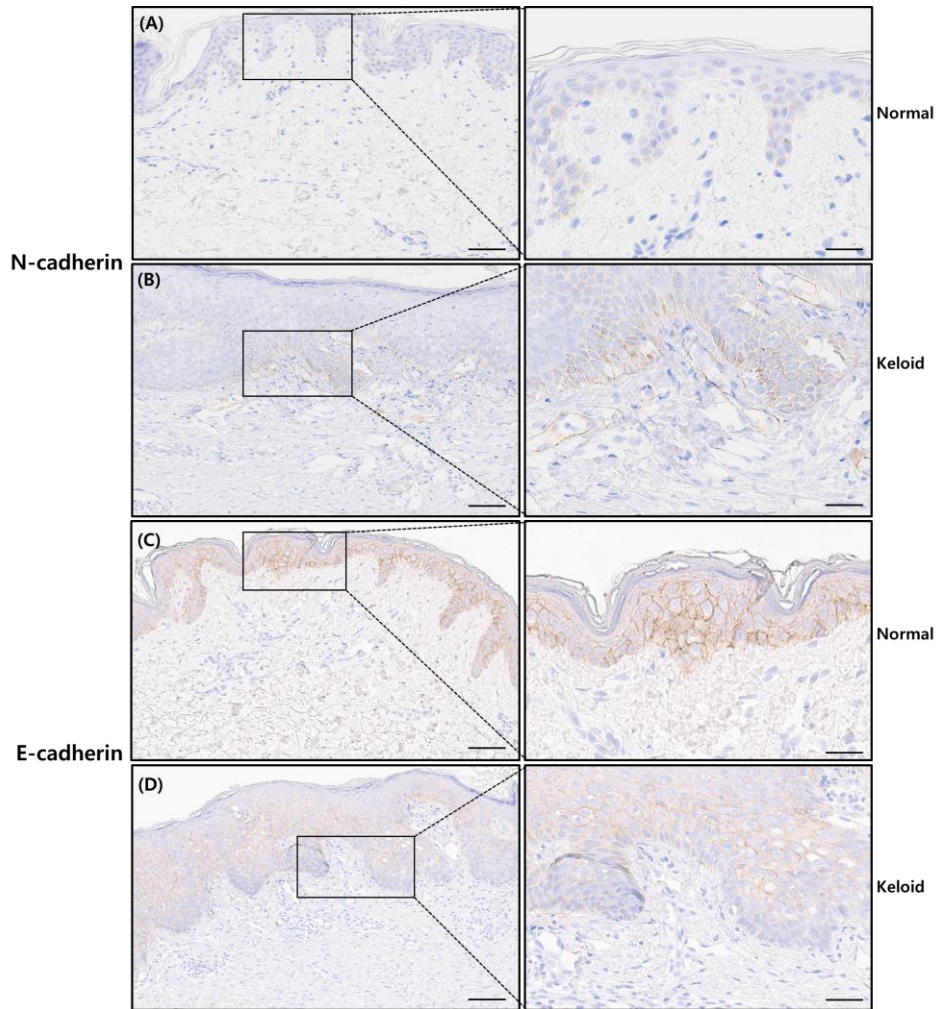 (A)
Normal
N-cadherin
(B)
Keloid
(C)
Normal
E-cadherin
(D)
Keloid